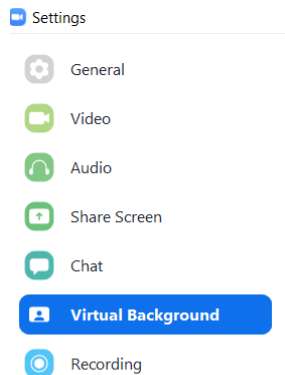 Settings
General
Video
Audio
Share Screen
Chat
Virtual Background
Recording